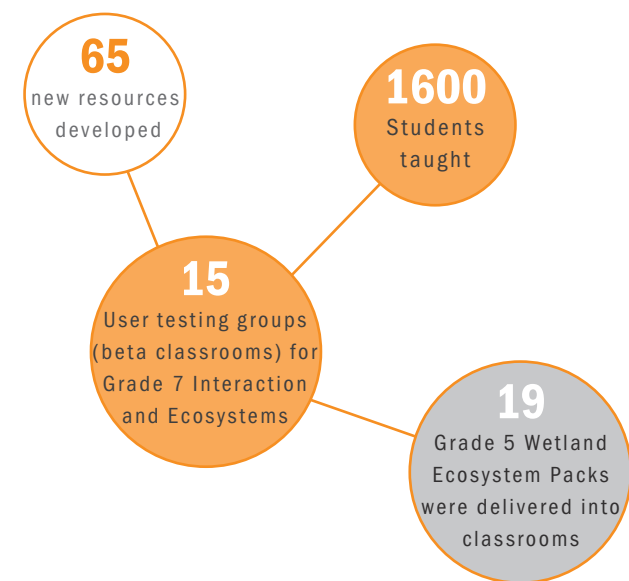 65
new resources
developed
1600
Students
taught
15
User testing groups
(beta classrooms) for
Grade 7 Interaction
and Ecosystems
19
Grade 5 Wetland
Ecosystem Packs
were delivered into
classrooms